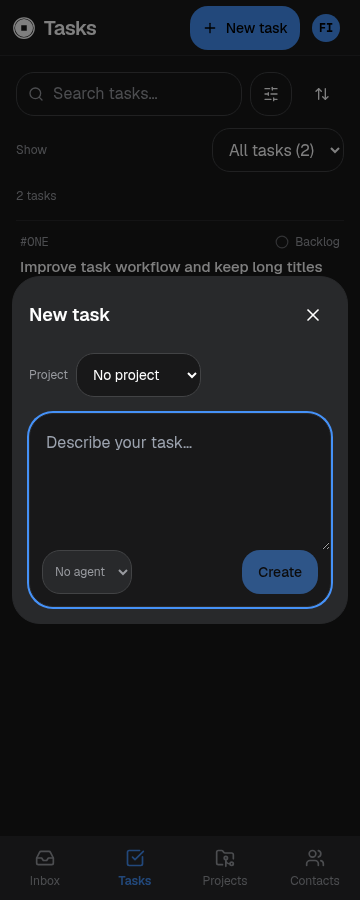 Tasks
+ New task
FI
Search tasks...
Show
All tasks (2)
2 tasks
#ONE
Backlog
Improve task workflow and keep long titles
New task
Project
No project
Describe your task...
No agent
Create
Inbox
Tasks
Projects
Contacts